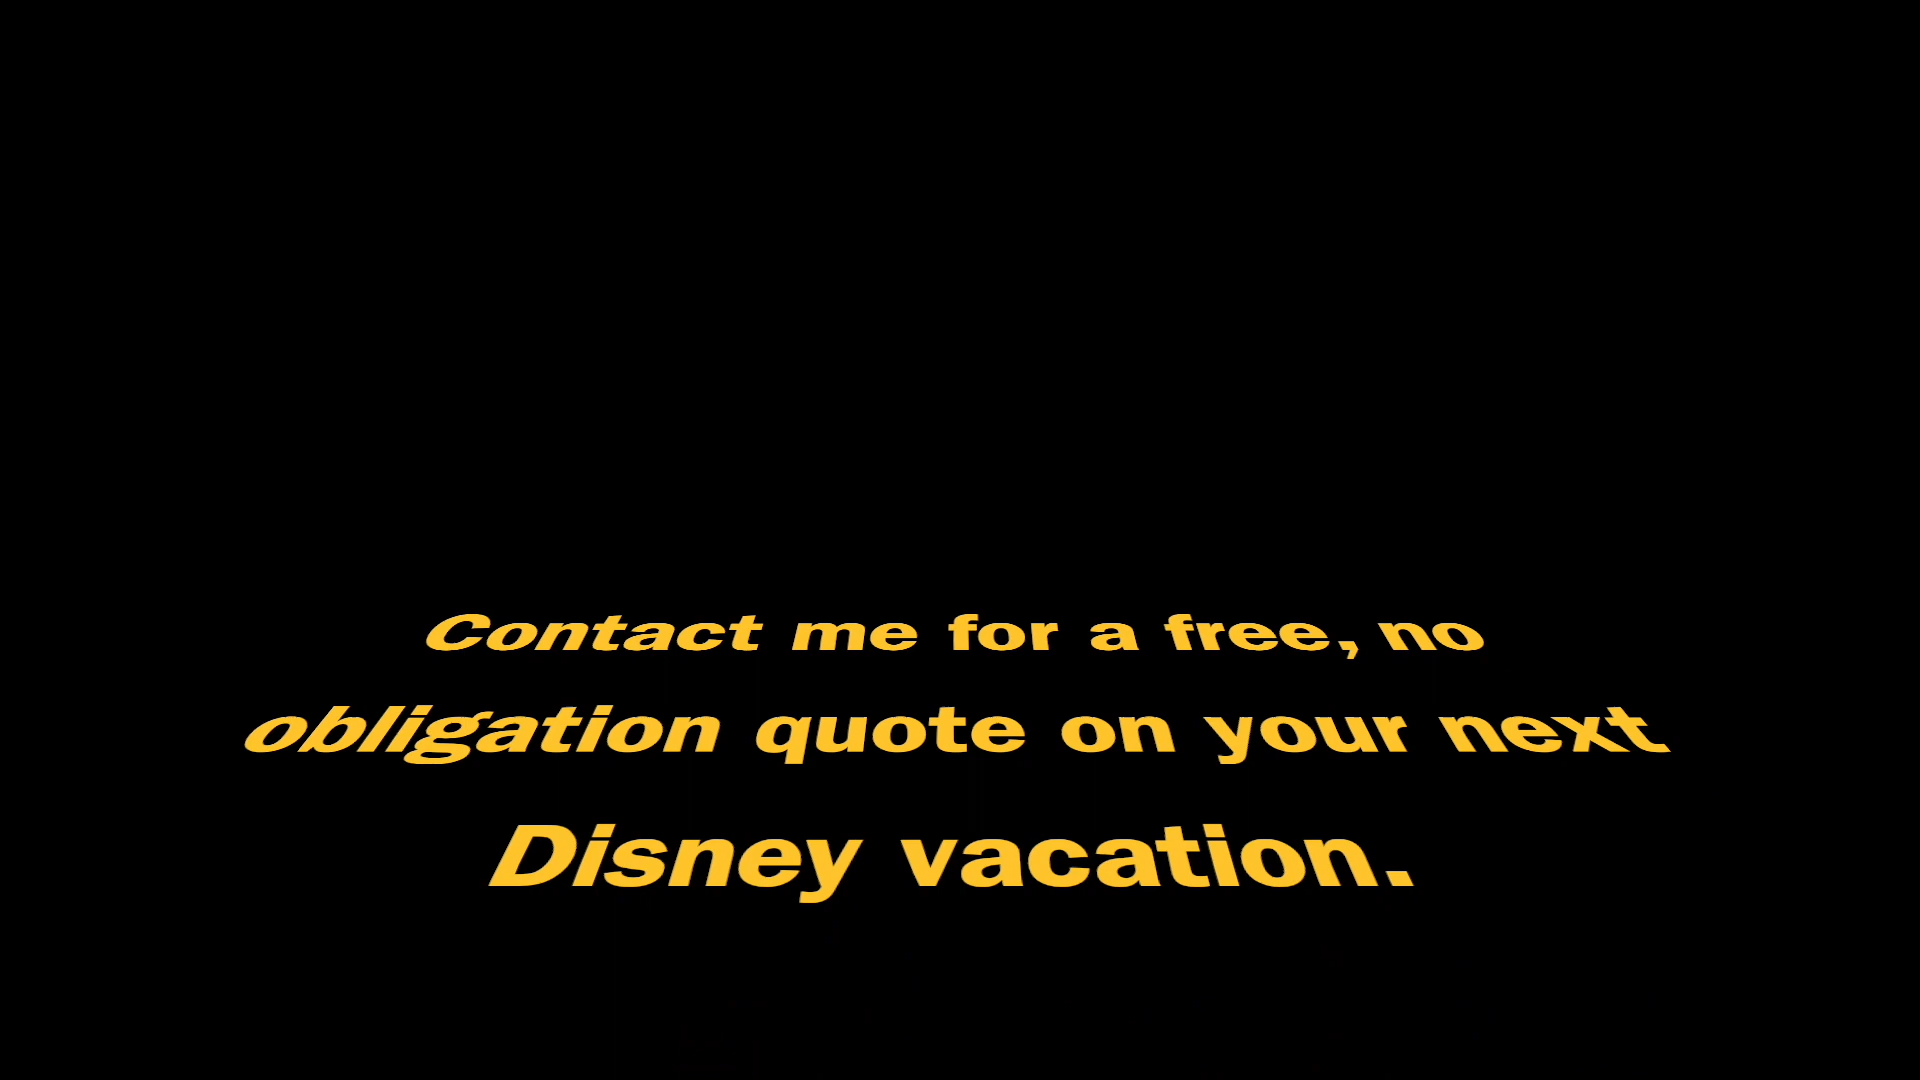 Contact me for a free, no
obligation quote on your next
Disney vacation.